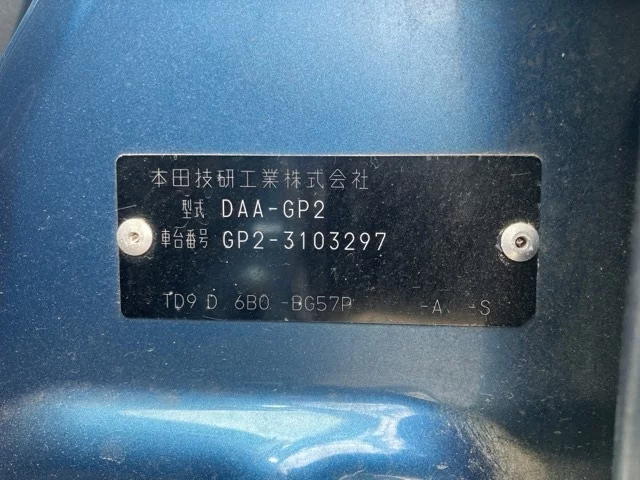 本田技研工業株式会社
型式 DAA-GP2
車台番号 GP2-3103297
TD9 D 6B0 -BG57P -A -S